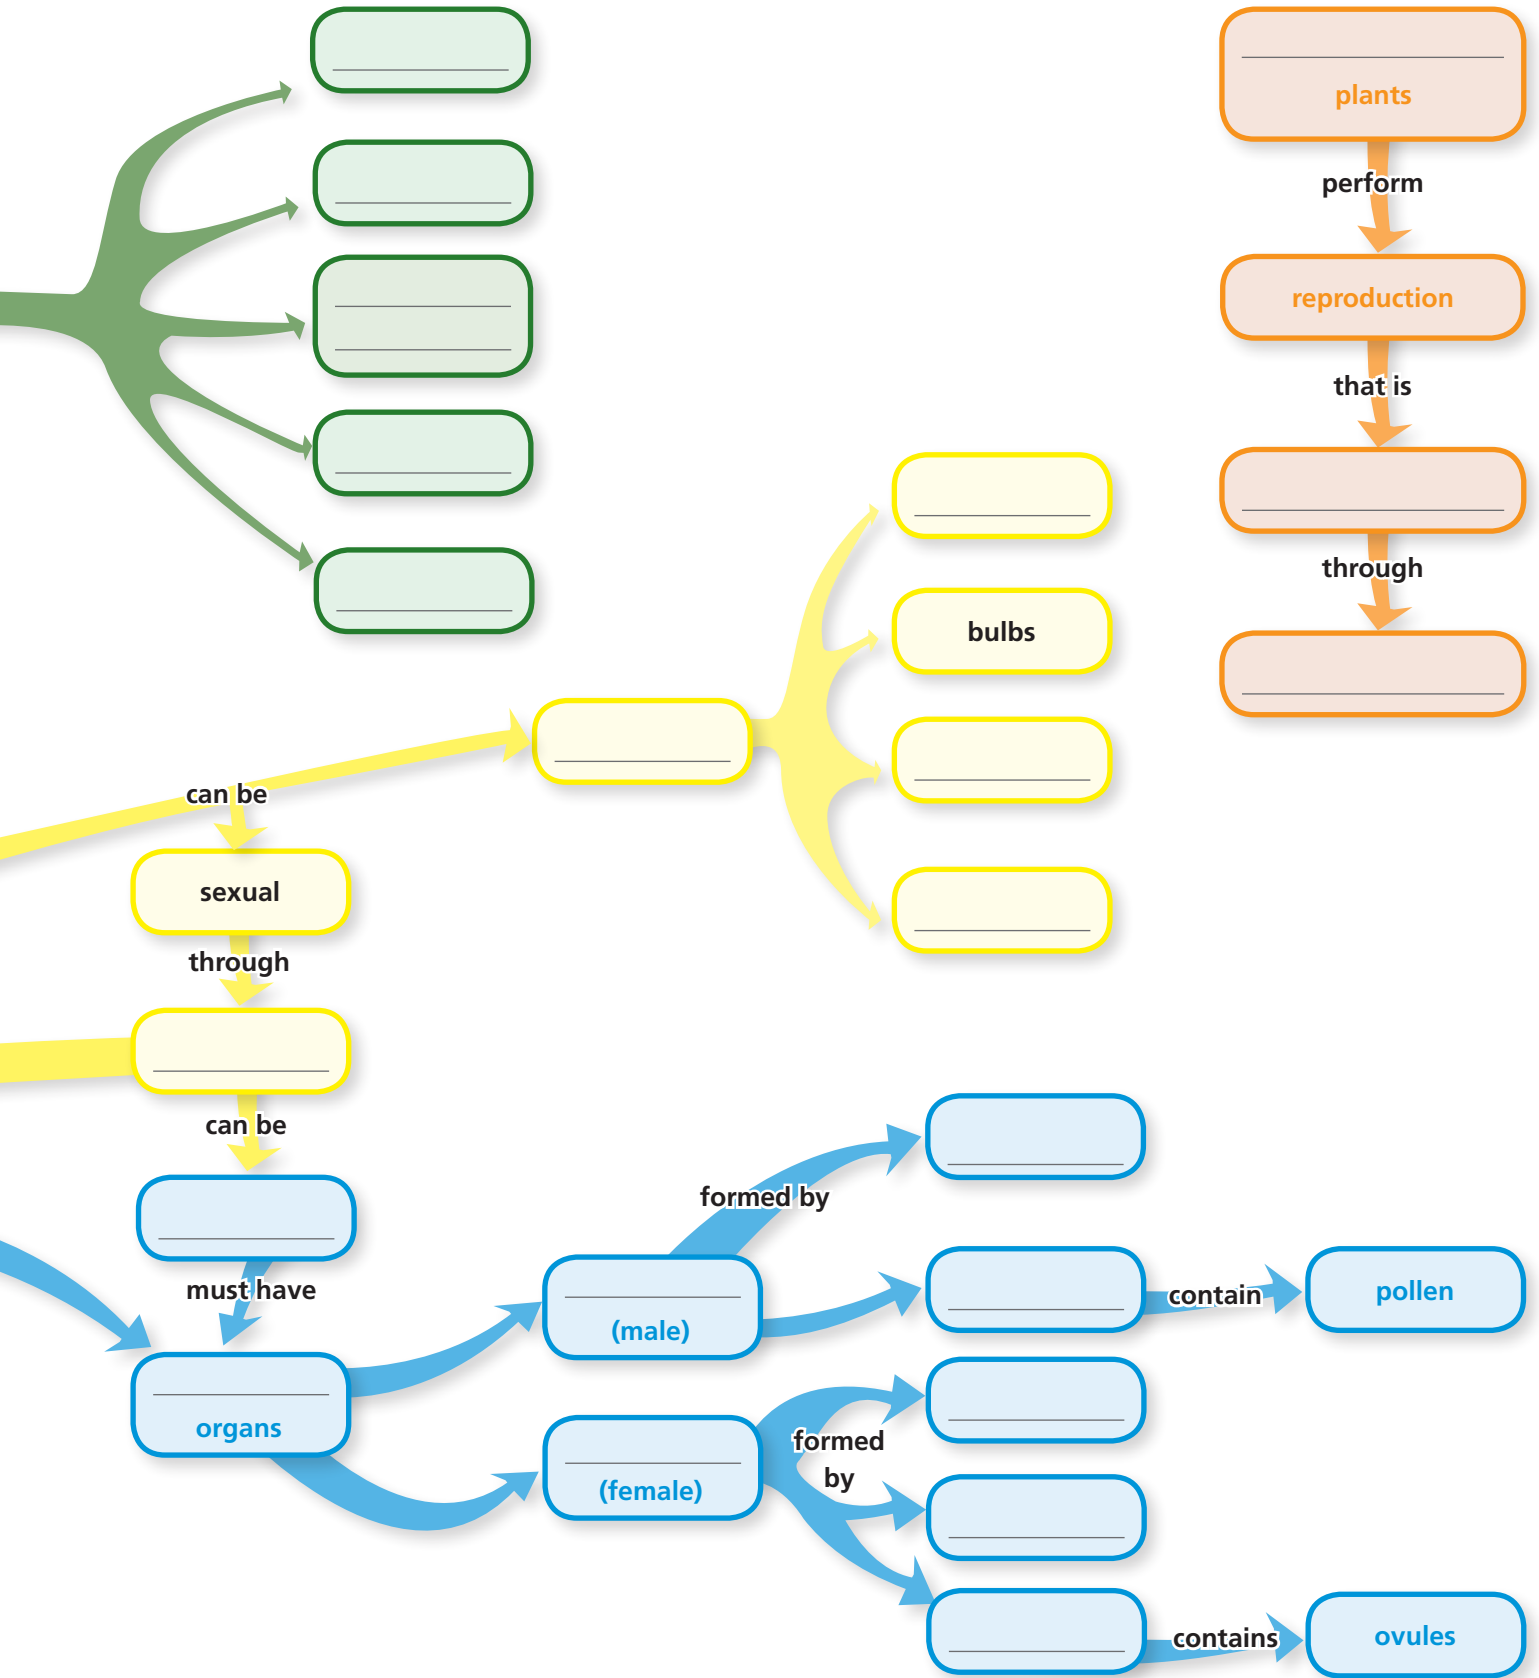 plants
perform
reproduction
that is
through
bulbs
can be
sexual
through
can be
must have
organs
formed by
(male)
contain
pollen
(female)
formed
by
contains
ovules